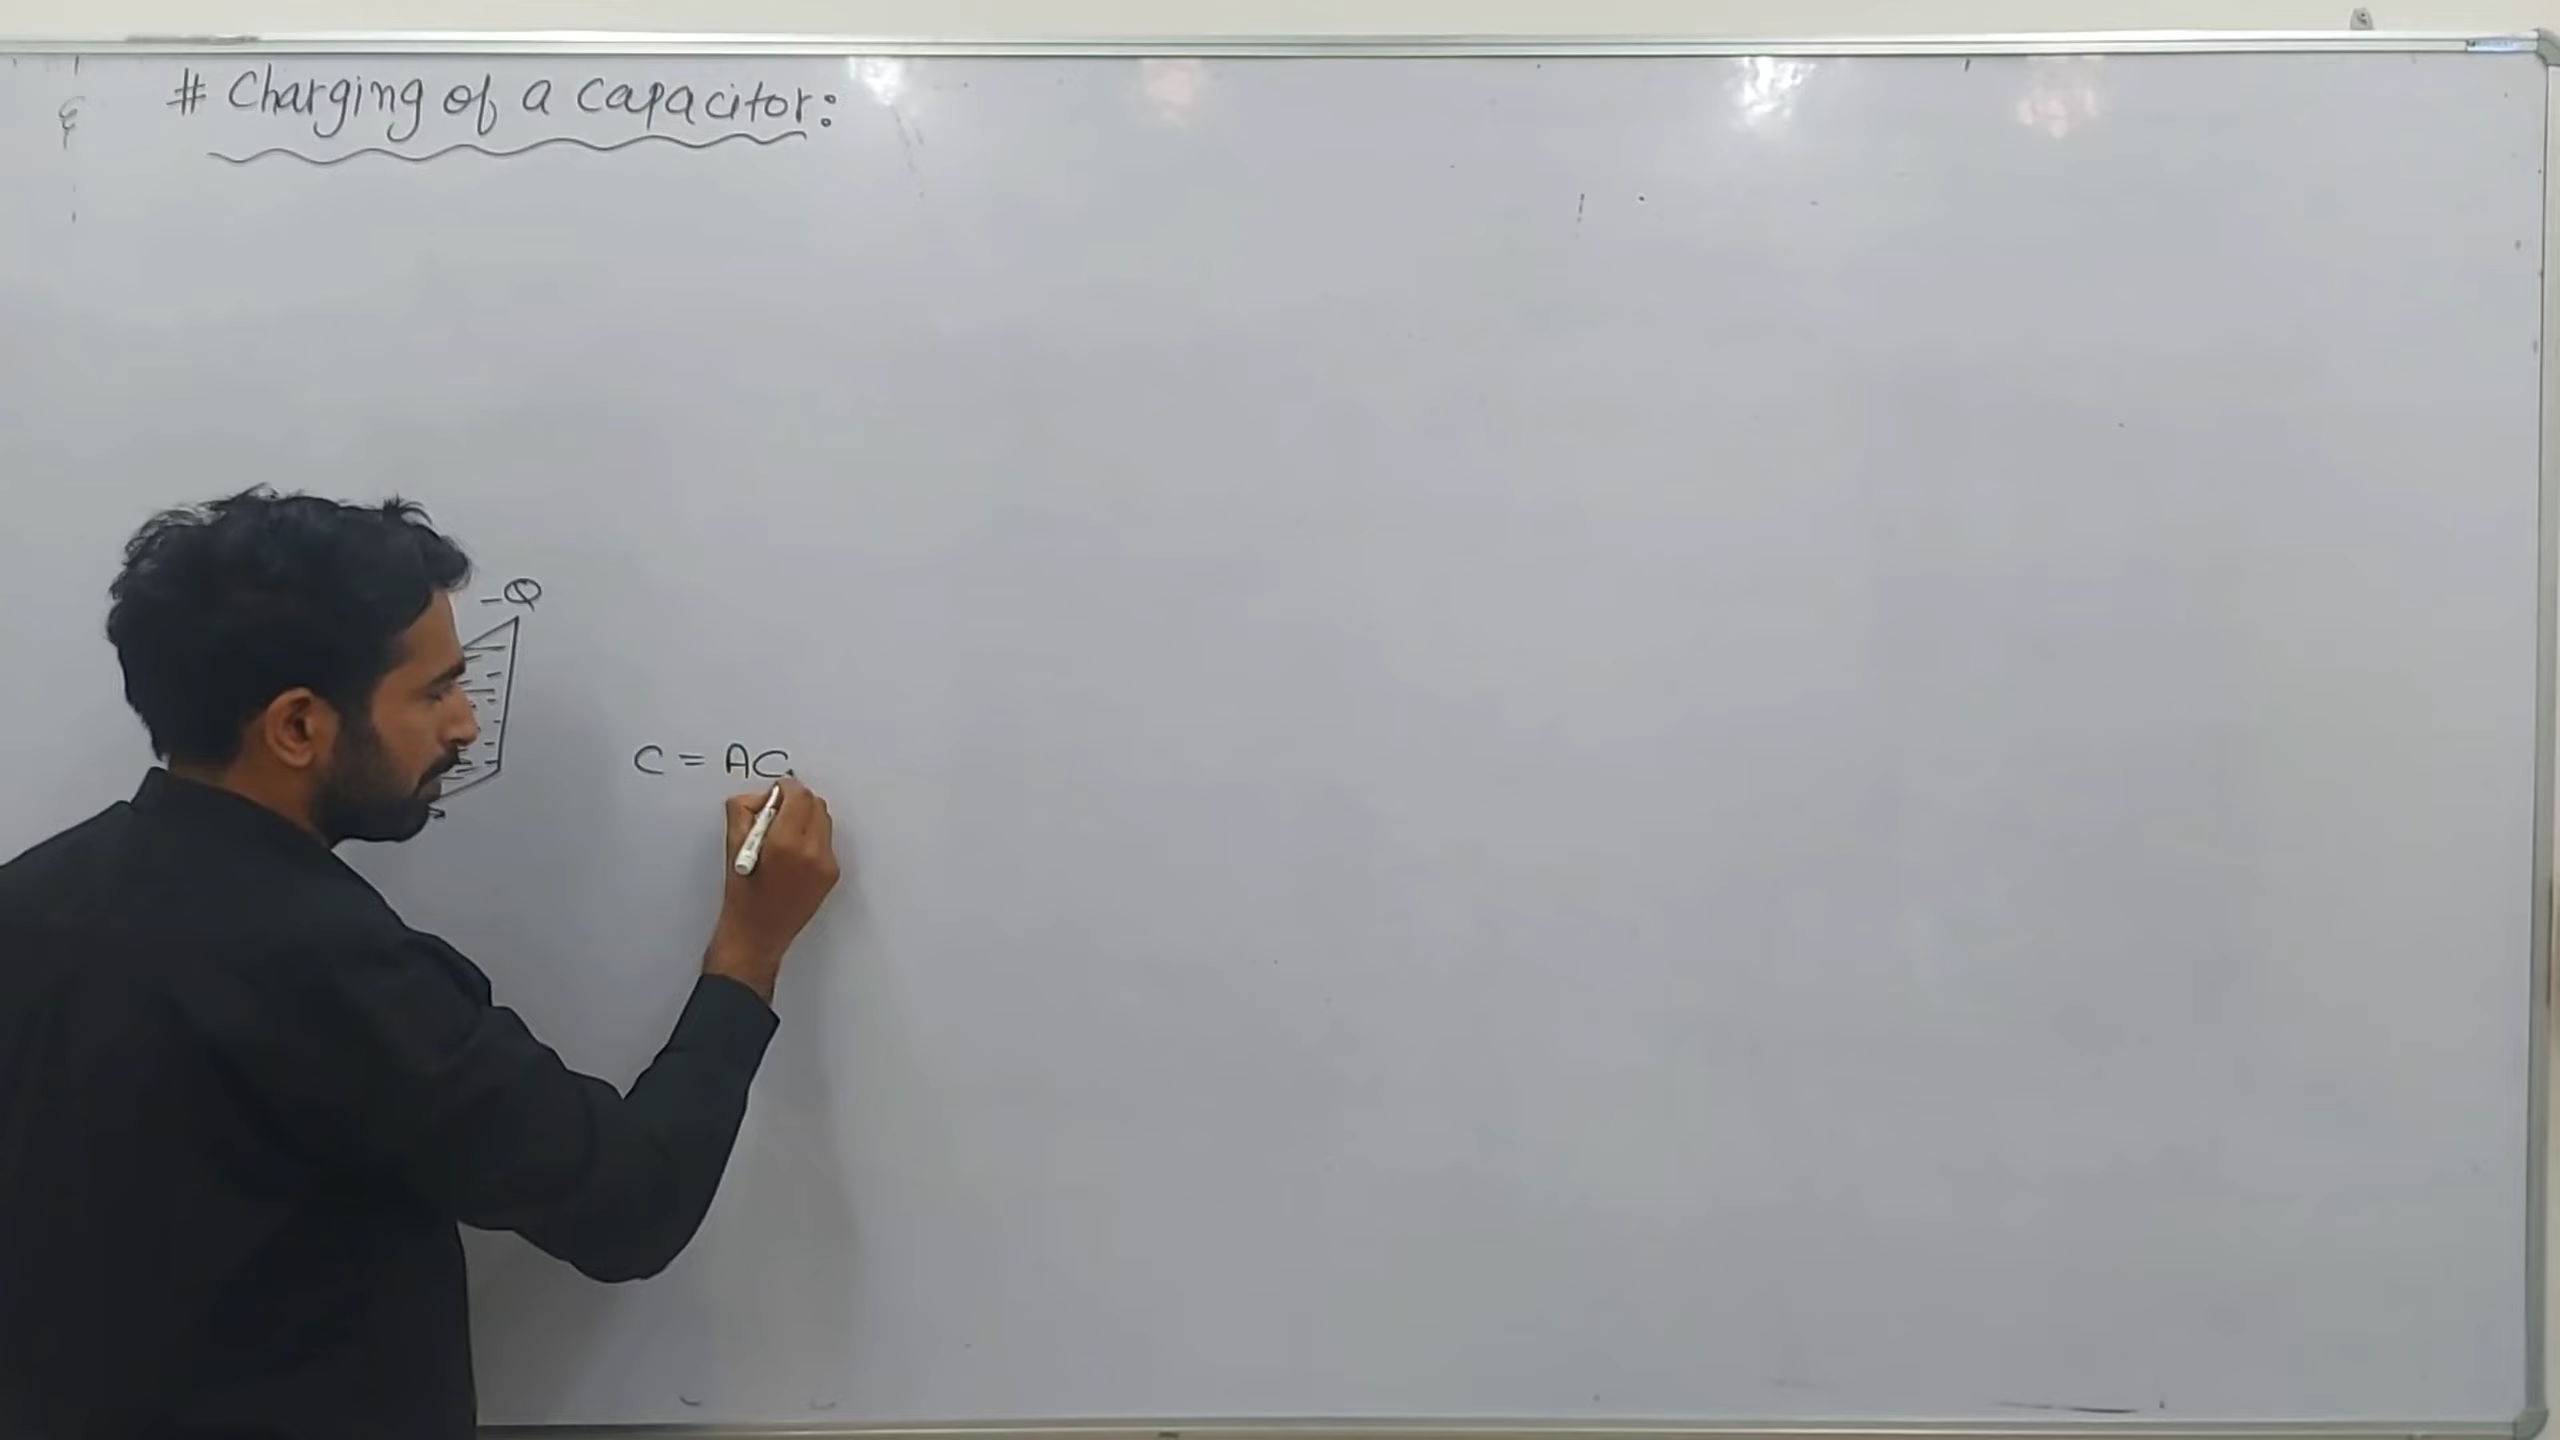 # Charging of a capacitor:
-Q
C = AC